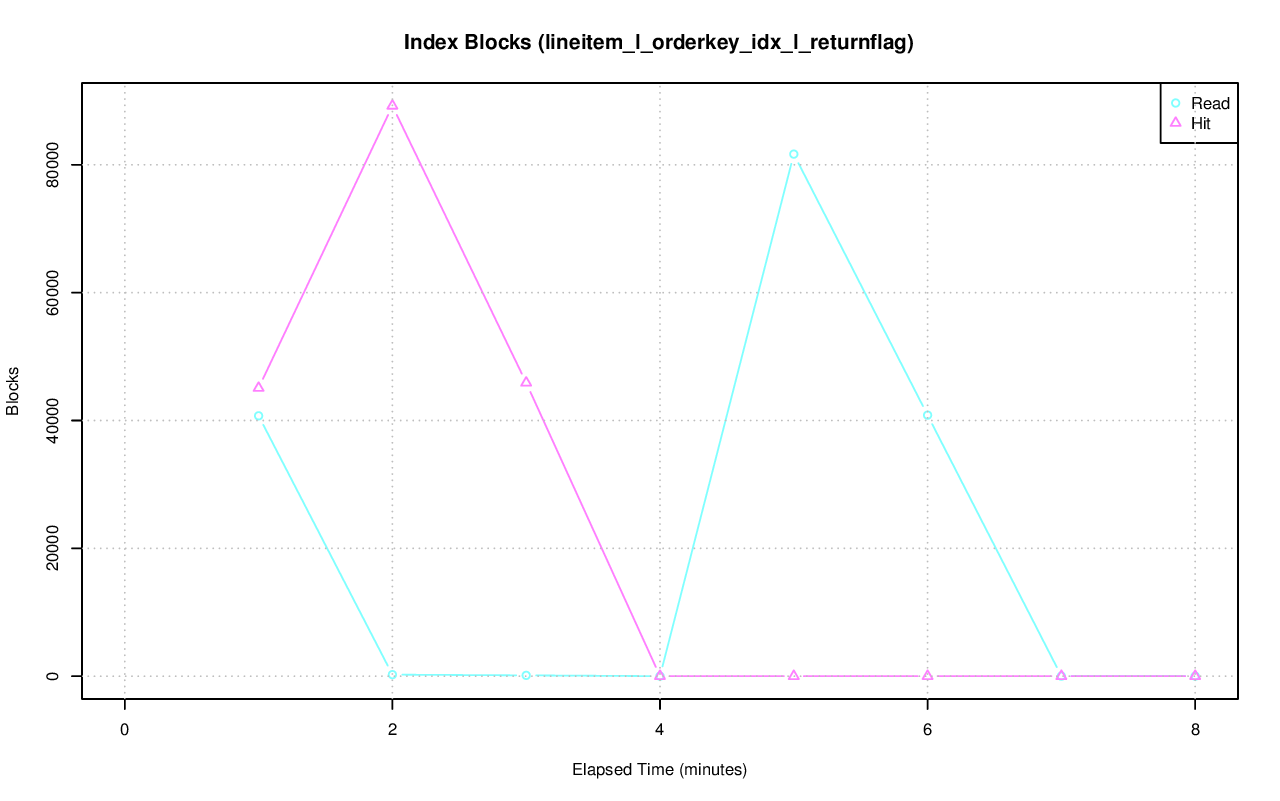 Index Blocks (lineitem_l_orderkey_idx_l_returnflag)
Read
Hit
Blocks
80000
60000
40000
20000
0
0 2 4 6 8
Elapsed Time (minutes)